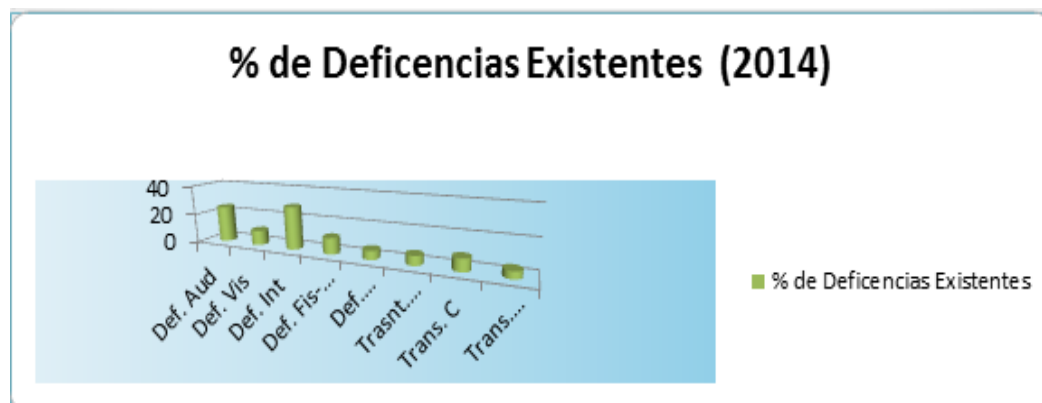 % de Deficencias Existentes (2014)
40
20
0
Def. Aud
Def. Vis
Def. Int
Def. Fis-...
Def....
Trasnt....
Trans. C
Trans....
% de Deficencias Existentes